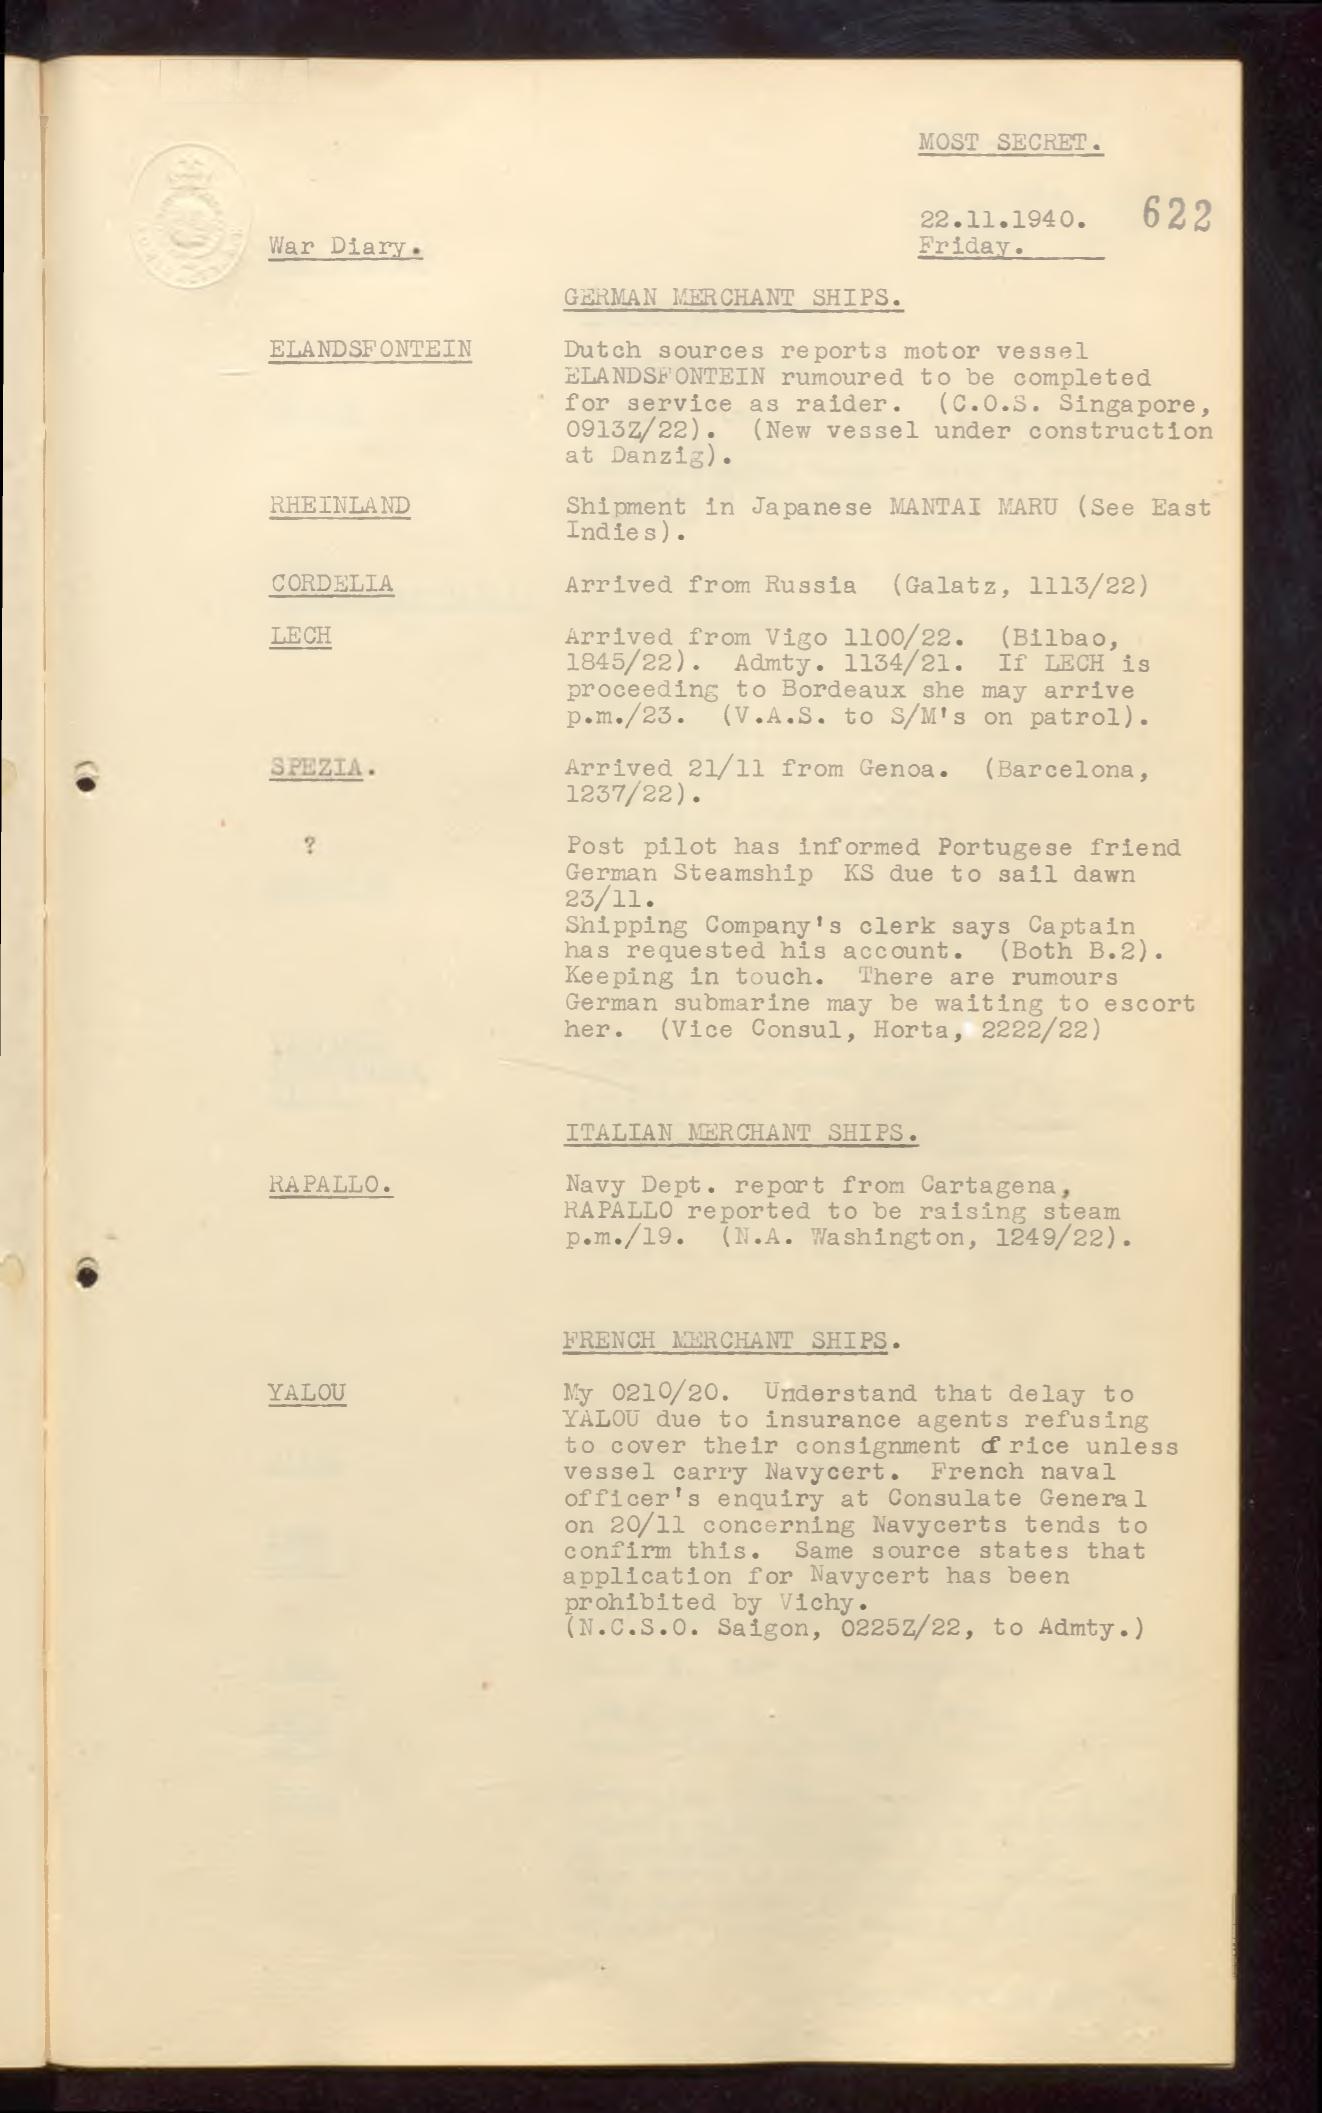 MOST SECRET.
22.11.1940. 622
War Diary. Friday.
GERMAN MERCHANT SHIPS.
ELANDSFONTEIN Dutch sources reports motor vessel
ELANDSFONTEIN rumoured to be completed
for service as raider. (C.O.S. Singapore,
0913Z/22). (New vessel under construction
at Danzig).
RHEINLAND Shipment in Japanese MANTAI MARU (See East
Indies).
CORDELIA Arrived from Russia (Galatz, 1113/22)
LECH Arrived from Vigo 1100/22. (Bilbao,
1845/22). Admty. 1134/21. If LECH is
proceeding to Bordeaux she may arrive
p.m./23. (V.A.S. to S/M's on patrol).
SPEZIA. Arrived 21/11 from Genoa. (Barcelona,
1237/22).
? Post pilot has informed Portugese friend
German Steamship KS due to sail dawn
23/11.
Shipping Company's clerk says Captain
has requested his account. (Both B.2).
Keeping in touch. There are rumours
German submarine may be waiting to escort
her. (Vice Consul, Horta, 2222/22)
ITALIAN MERCHANT SHIPS.
RAPALLO. Navy Dept. report from Cartagena,
RAPALLO reported to be raising steam
p.m./19. (N.A. Washington, 1249/22).
FRENCH MERCHANT SHIPS.
YALOU My 0210/20. Understand that delay to
YALOU due to insurance agents refusing
to cover their consignment of rice unless
vessel carry Navycert. French naval
officer's enquiry at Consulate General
on 20/11 concerning Navycerts tends to
confirm this. Same source states that
application for Navycert has been
prohibited by Vichy.
(N.C.S.O. Saigon, 0225Z/22, to Admty.)